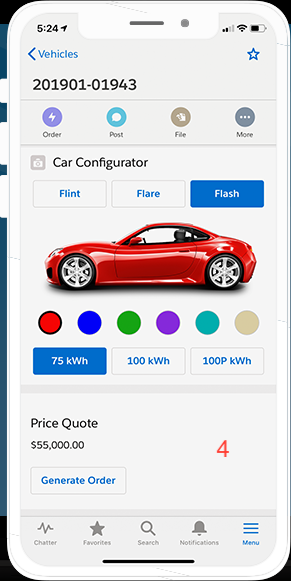 5:24
Vehicles
201901-01943
Order Post File More
Car Configurator
Flint Flare Flash
75 kWh 100 kWh 100P kWh
Price Quote
$55,000.00
4
Generate Order
Chatter Favorites Search Notifications Menu